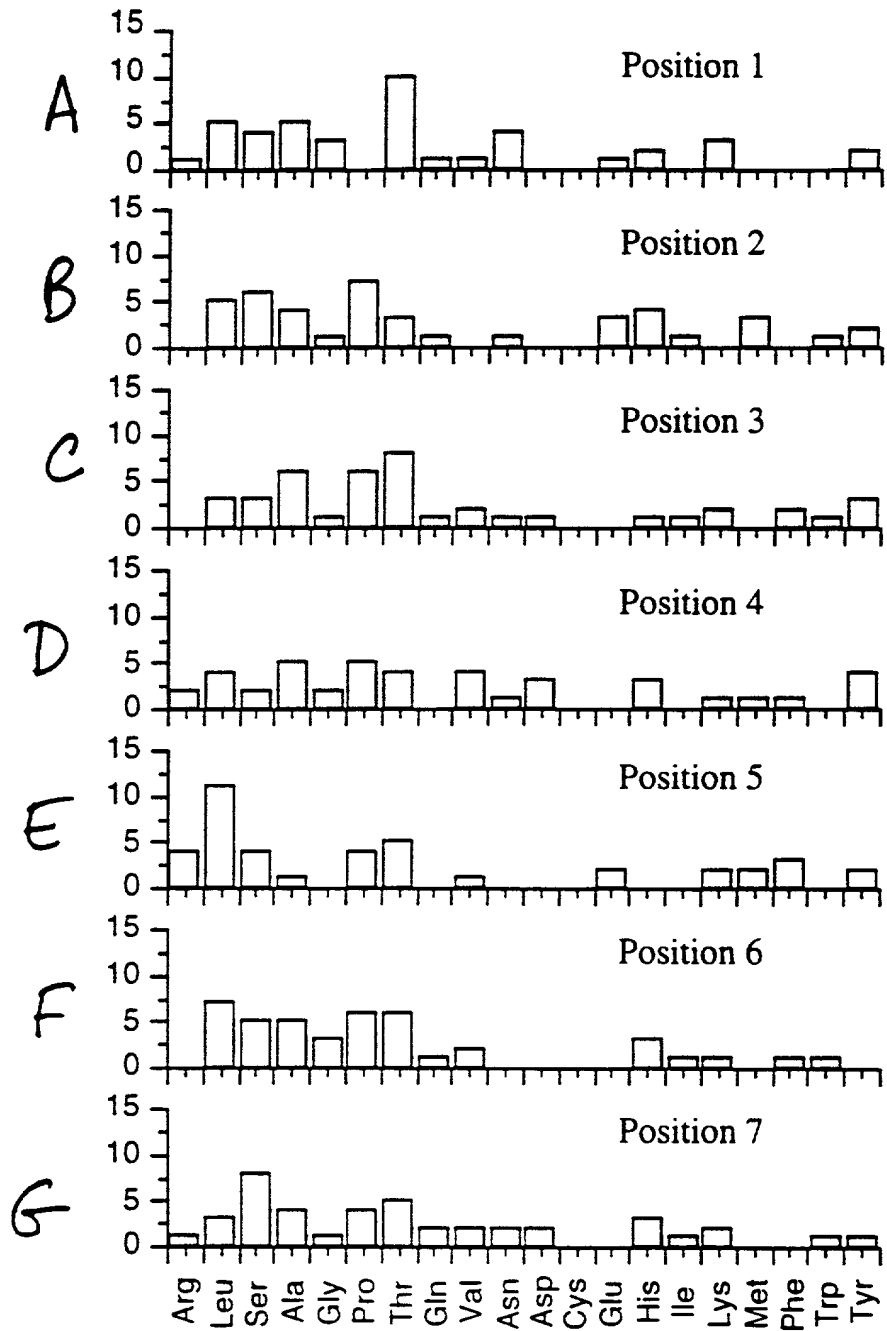 15
10
5
0
A
Position 1
15
10
5
0
B
Position 2
15
10
5
0
C
Position 3
15
10
5
0
D
Position 4
15
10
5
0
E
Position 5
15
10
5
0
F
Position 6
15
10
5
0
G
Position 7
Arg Leu Ser Ala Gly Pro Thr Gln Val Asn Asp Cys Glu His Ile Lys Met Phe Trp Tyr